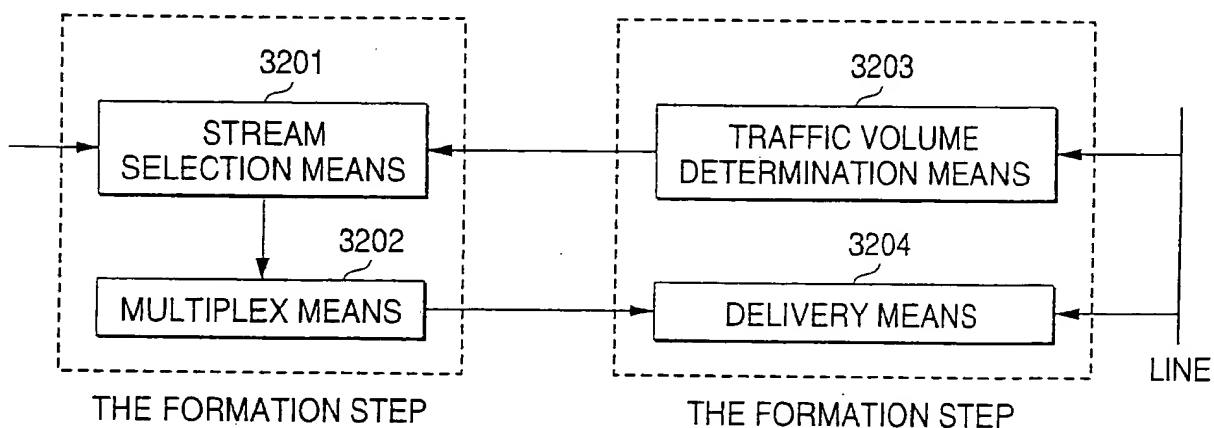 3201
STREAM
SELECTION MEANS
3202
MULTIPLEX MEANS
THE FORMATION STEP
3203
TRAFFIC VOLUME
DETERMINATION MEANS
3204
DELIVERY MEANS
THE FORMATION STEP
LINE